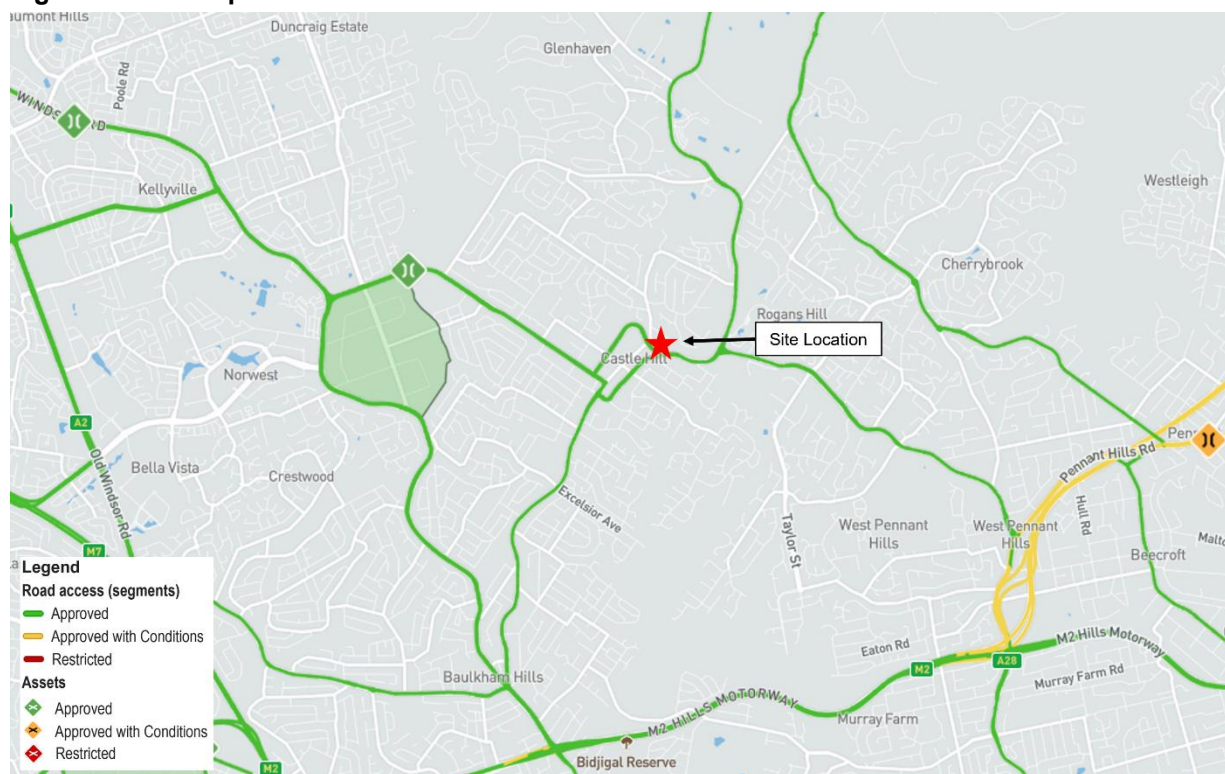 Duncraig Estate
Glenhaven
Poole Rd
Westleigh
Kellyville
Cherrybrook
Rogans Hill
Site Location
Castle Hill
Norwest
A2
Old Windsor Rd
Bella Vista
Crestwood
Excelsior Ave
Taylor St
West Pennant
Hills
West Pennant
Hills
Pennant Hills Rd
Hull Rd
Beecroft
M7
Legend
Road access (segments)
Approved
Approved with Conditions
Restricted
Assets
Approved
Approved with Conditions
Restricted
Eaton Rd
M2
A28
M2 Hills Motorway
Murray Farm Rd
Baulkham Hills
M2 HILLS MOTORWAY
Murray Farm
Bidjigal Reserve
M2